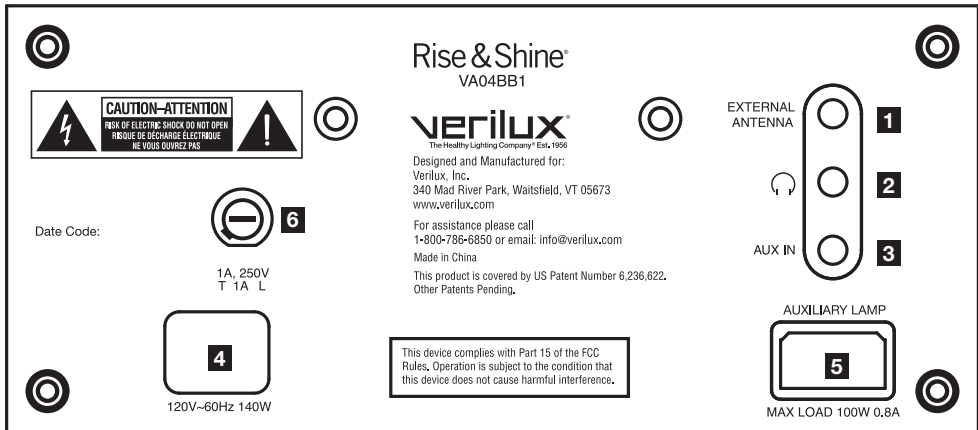 Rise & Shine®
VA04BB1
CAUTION–ATTENTION
RISK OF ELECTRIC SHOCK DO NOT OPEN
RISQUE DE DÉCHARGE ÉLECTRIQUE
NE VOUS OUVREZ PAS
verilux®
The Healthy Lighting Company® Est. 1956
Designed and Manufactured for:
Verilux, Inc.
340 Mad River Park, Waitsfield, VT 05673
www.verilux.com
For assistance please call
1-800-786-6850 or email: info@verilux.com
Made in China
This product is covered by US Patent Number 6,236,622.
Other Patents Pending.
This device complies with Part 15 of the FCC
Rules. Operation is subject to the condition that
this device does not cause harmful interference.
Date Code:
6
1A, 250V
T 1A L
4
120V~60Hz 140W
EXTERNAL
ANTENNA
1
2
AUX IN
3
AUXILIARY LAMP
5
MAX LOAD 100W 0.8A